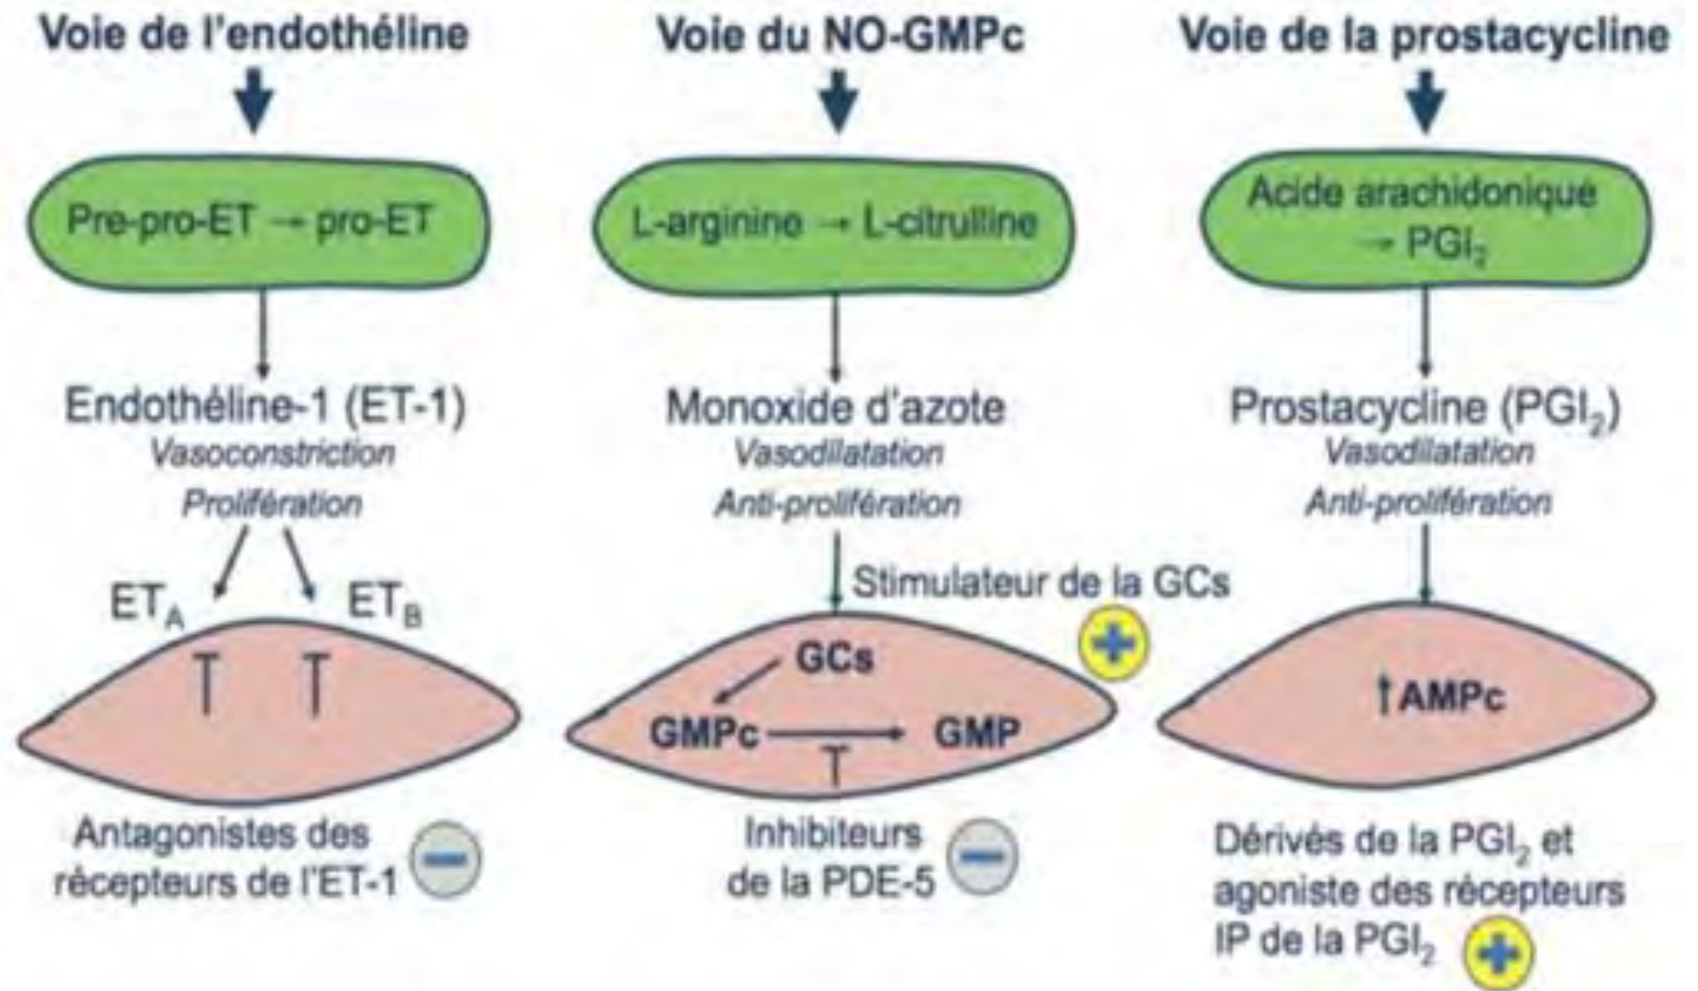 Voie de l'endothéline
Pre-pro-ET → pro-ET
Endothéline-1 (ET-1)
Vasoconstriction
Prolifération
ET_A
ET_B
Antagonistes des
récepteurs de l'ET-1
Voie du NO-GMPc
L-arginine → L-citrulline
Monoxide d'azote
Vasodilatation
Anti-prolifération
Stimulateur de la GCs
GCs
GMPc
GMP
Inhibiteurs
de la PDE-5
Voie de la prostacycline
Acide arachidonique
→ PGI₂
Prostacycline (PGI₂)
Vasodilatation
Anti-prolifération
↑AMPc
Dérivés de la PGI₂ et
agoniste des récepteurs
IP de la PGI₂